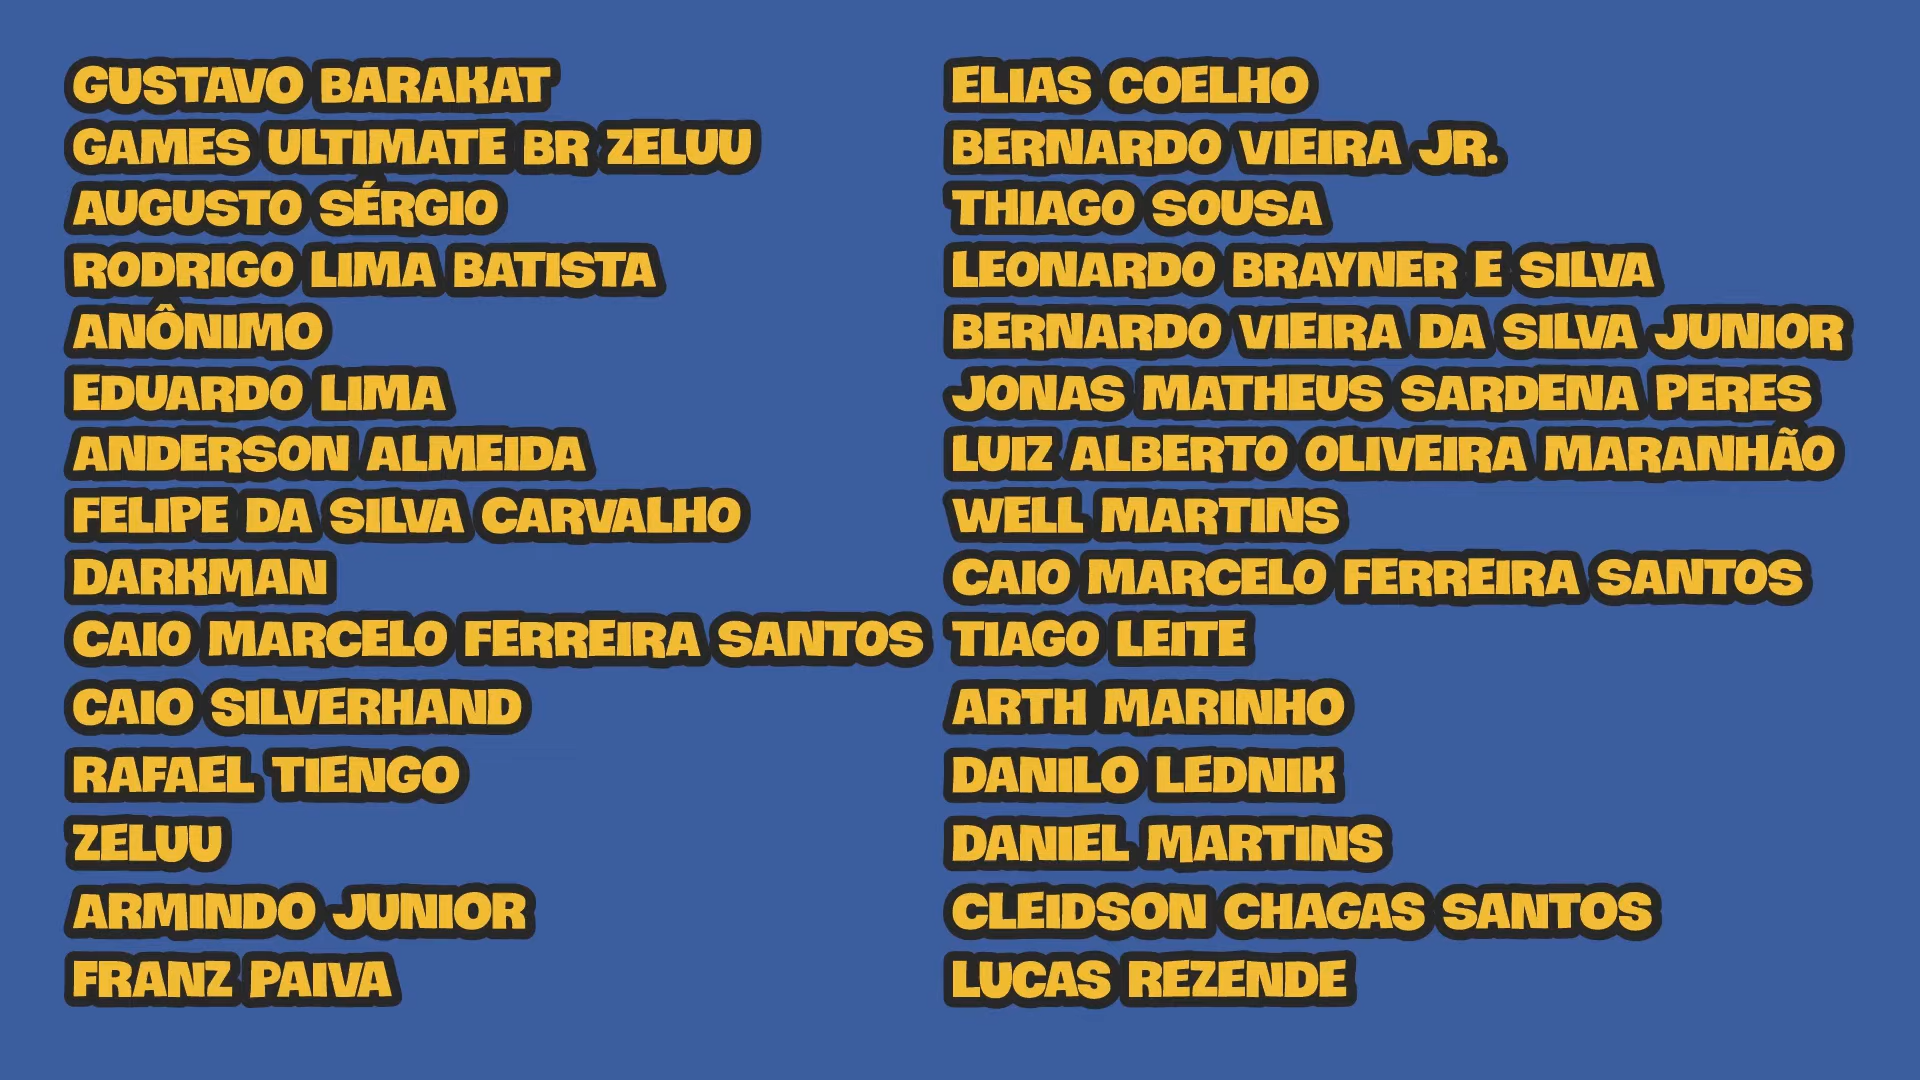 GUSTAVO BARAKAT
GAMES ULTIMATE BR ZELUU
AUGUSTO SÉRGIO
RODRIGO LIMA BATISTA
ANÔNIMO
EDUARDO LIMA
ANDERSON ALMEIDA
FELIPE DA SILVA CARVALHO
DARKMAN
CAIO MARCELO FERREIRA SANTOS
CAIO SILVERHAND
RAFAEL TIENGO
ZELUU
ARMINDO JUNIOR
FRANZ PAIVA
ELIAS COELHO
BERNARDO VIEIRA JR.
THIAGO SOUSA
LEONARDO BRAYNER E SILVA
BERNARDO VIEIRA DA SILVA JUNIOR
JONAS MATHEUS SARDENA PERES
LUIZ ALBERTO OLIVEIRA MARANHÃO
WELL MARTINS
CAIO MARCELO FERREIRA SANTOS
TIAGO LEITE
ARTH MARINHO
DANILO LEDNIK
DANIEL MARTINS
CLEIDSON CHAGAS SANTOS
LUCAS REZENDE